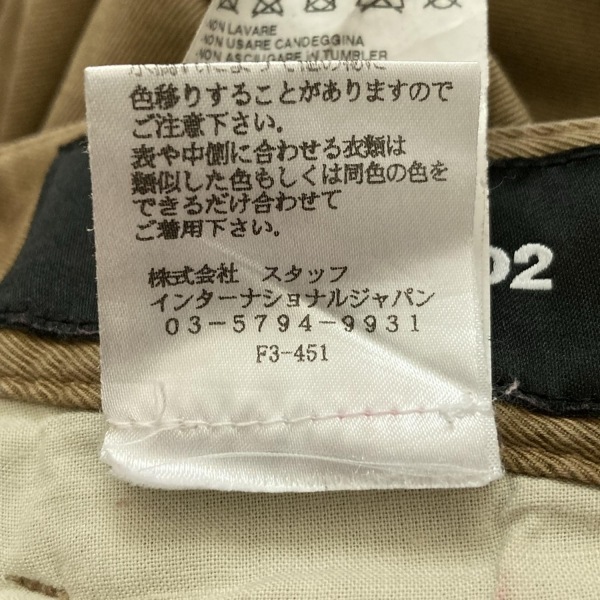 NON LAVARE
NON USARE CANDEGGINA
NON ASCIUGARE IN TUMBLER
色移りすることがありますので
ご注意下さい.
表や中側に合わせる衣類は
類似した色もしくは同色の色を
できるだけ合わせて
ご着用下さい.
株式会社 スタッフ
インターナショナルジャパン
03-5794-9931
F3-451